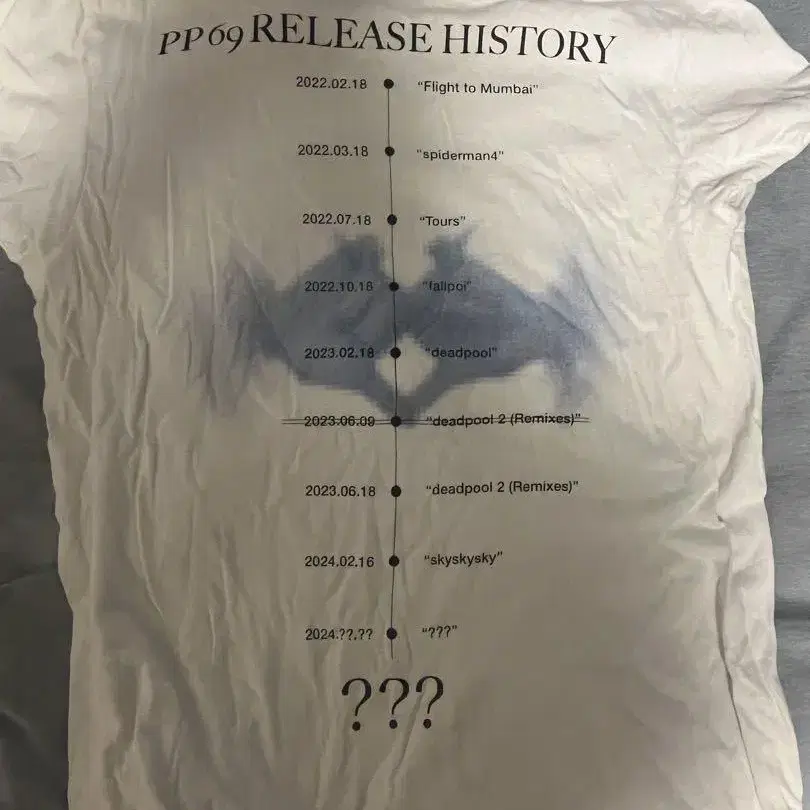 PP69 RELEASE HISTORY
2022.02.18 “Flight to Mumbai”
2022.03.18 “spiderman4”
2022.07.18 “Tours”
2022.10.18 “fallpoi”
2023.02.18 “deadpool”
2023.06.09 “deadpool 2 (Remixes)”
2023.06.18 “deadpool 2 (Remixes)”
2024.02.16 “skyskysky”
2024.??.?? “???”
???